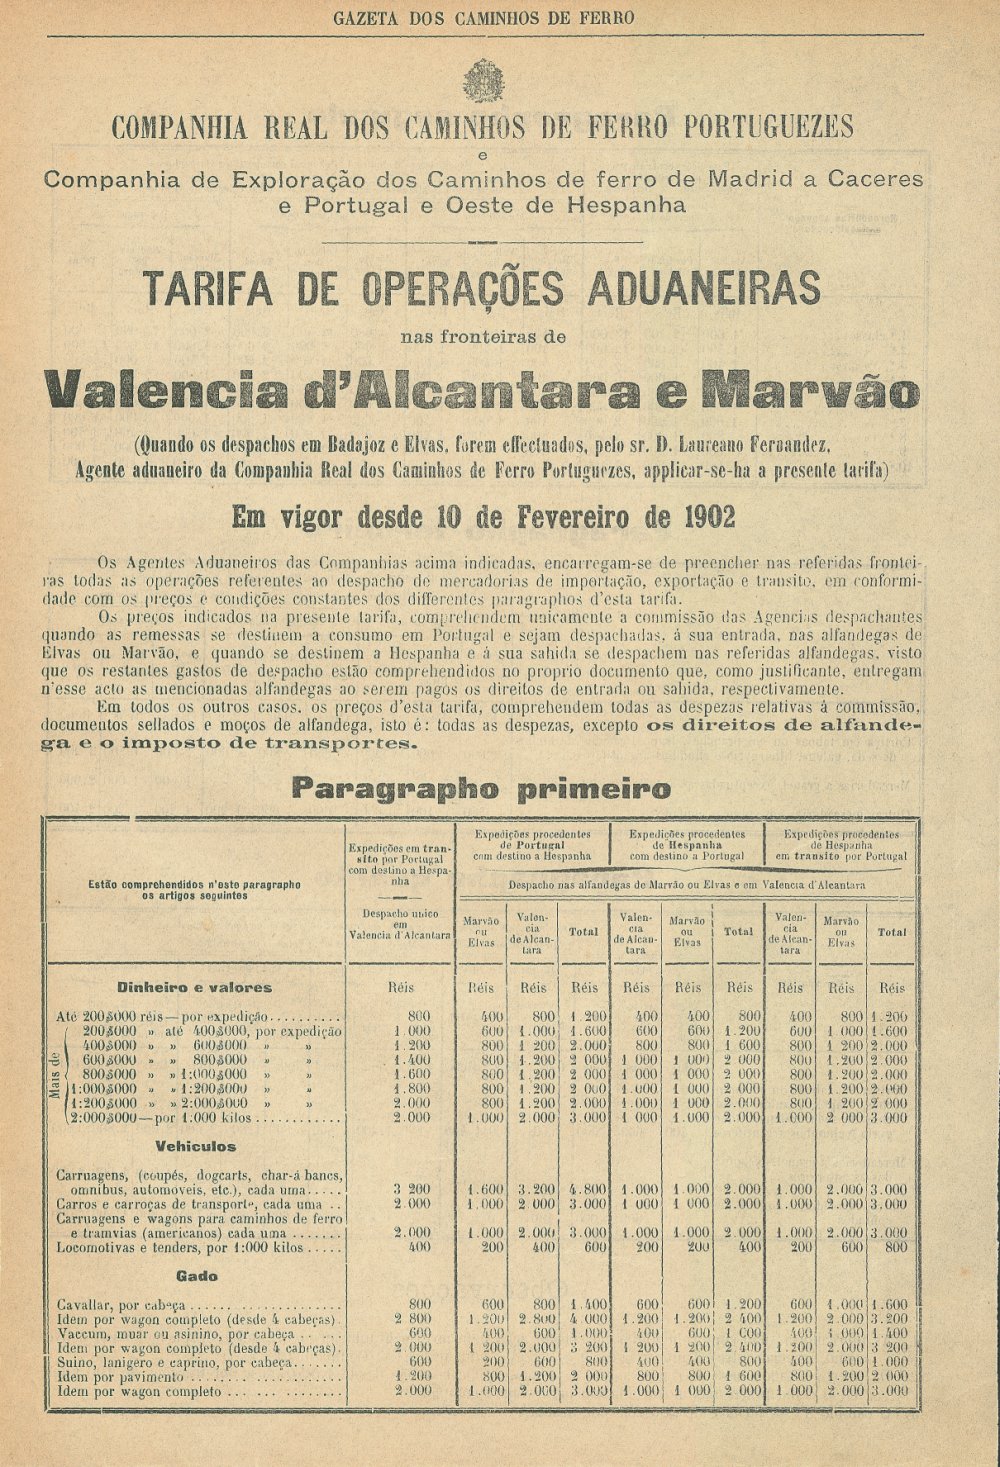 GAZETA DOS CAMINHOS DE FERRO
COMPANHIA REAL DOS CAMINHOS DE FERRO PORTUGUEZES
e
Companhia de Exploração dos Caminhos de ferro de Madrid a Caceres
e Portugal e Oeste de Hespanha
TARIFA DE OPERAÇÕES ADUANEIRAS
nas fronteiras de
Valencia d'Alcantara e Marvão
(Quando os despachos em Badajoz e Elvas, forem effectuados, pelo sr. D. Laureano Fernandez,
Agente aduaneiro da Companhia Real dos Caminhos de Ferro Portuguezes, applicar-se-ha a presente tarifa)
Em vigor desde 10 de Fevereiro de 1902
Os Agentes Aduaneiros das Companhias acima indicadas, encarregam-se de preencher nas referidas frontei-
ras todas as operações referentes ao despacho de mercadorias de importação, exportação e transito, em conformi-
dade com os preços e condições constantes dos differentes paragraphos d'esta tarifa.
Os preços indicados na presente tarifa, comprehendem unicamente a commissão das Agencias despachantes
quando as remessas se destinem a consumo em Portugal e sejam despachadas, á sua entrada, nas alfandegas de
Elvas ou Marvão, e quando se destinem a Hespanha e á sua sahida se despachem nas referidas alfandegas, visto
que os restantes gastos de despacho estão comprehendidos no proprio documento que, como justificante, entregam
n'esse acto as mencionadas alfandegas ao serem pagos os direitos de entrada ou sahida, respectivamente.
Em todos os outros casos, os preços d'esta tarifa, comprehendem todas as despezas relativas á commissão,
documentos sellados e moços de alfandega, isto é: todas as despezas, excepto os direitos de alfande-
ga e o imposto de transportes.
Paragrapho primeiro
Estão comprehendidos n'este paragrapho
os artigos seguintes
Expedições em tran-
sito por Portugal
com destino a Hespa-
nha
Despacho unico
em
Valencia d'Alcantara
Expedições procedentes
de Portugal
com destino a Hespanha
Expedições procedentes
de Hespanha
com destino a Portugal
Expedições procedentes
de Hespanha
em transito por Portugal
Despacho nas alfandegas de Marvão ou Elvas e em Valencia d'Alcantara
Marvão
ou
Elvas
Valen-
cia
de Alcan-
tara
Total
Valen-
cia
de Alcan-
tara
Marvão
ou
Elvas
Total
Valen-
cia
de Alcan-
tara
Marvão
ou
Elvas
Total
Dinheiro e valores Réis Réis Réis Réis Réis Réis Réis Réis Réis Réis
Até 200$000 réis—por expedição.......... 800 400 800 1.200 400 400 800 400 800 1.200
Mais de
200$000 » até 400$000, por expedição 1.000 600 1.000 1.600 600 600 1.200 600 1 000 1.600
400$000 » » 600$000 » » 1.200 800 1 200 2.000 800 800 1 600 800 1 200 2.000
600$000 » » 800$000 » » 1.400 800 1.200 2 000 1 000 1 000 2 000 800 1.200 2.000
800$000 » » 1:000$000 » » 1.600 800 1.200 2 000 1.000 1 000 2 000 800 1.200 2.000
1:000$000 » » 1:200$000 » » 1.800 800 1.200 2 000 1.000 1 000 2 000 800 1.200 2.000
1:200$000 » » 2:000$000 » » 2.000 800 1.200 2.000 1.000 1 000 2.000 800 1 200 2 000
2:000$000—por 1.000 kilos ............ 2.000 1.000 2.000 3.000 1 000 1 000 2.000 1.000 2 000 3.000
Vehiculos
Carruagens, (coupés, dogcarts, char-á bancs,
omnibus, automoveis, etc.), cada uma..... 3 200 1.600 3.200 4.800 1.000 1.000 2.000 1.000 2.000 3.000
Carros e carroças de transporte, cada uma .. 2.000 1.000 2 000 3.000 1 000 1 000 2.000 1.000 2.000 3.000
Carruagens e wagons para caminhos de ferro
e tramvias (americanos) cada uma ....... 2.000 1.000 2.000 3.000 1.000 1.000 2.000 1.000 2.000 3.000
Locomotivas e tenders, por 1:000 kilos ..... 400 200 400 600 200 200 400 200 600 800
Gado
Cavallar, por cabeça ..................... 800 600 800 1.400 600 600 1.200 600 1.000 1.600
Idem por wagon completo (desde 4 cabeças). 2 800 1.200 2.800 4 000 1.200 1.200 2 400 1.200 2.000 3.200
Vaccum, muar ou asinino, por cabeça ...... 600 400 600 1.000 400 600 1 000 400 1.000 1.400
Idem por wagon completo (desde 4 cabeças). 2.000 1 200 2.000 3 200 1 200 1 200 2 400 1.200 2.000 3 200
Suino, lanigero e caprino, por cabeça....... 600 200 600 800 400 400 800 400 600 1.000
Idem por pavimento ...................... 1.200 800 1.200 2 000 800 800 1 600 800 1.200 2 000
Idem por wagon completo ................ 2.000 1.000 2.000 3.000 1.000 1 000 2 000 1.000 2.000 3.000